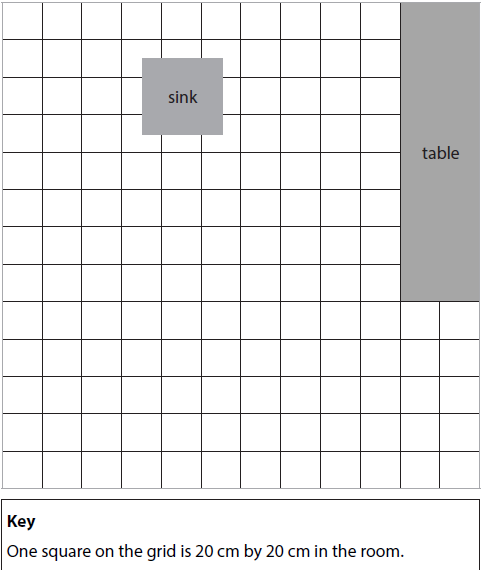 sink
table
Key
One square on the grid is 20 cm by 20 cm in the room.